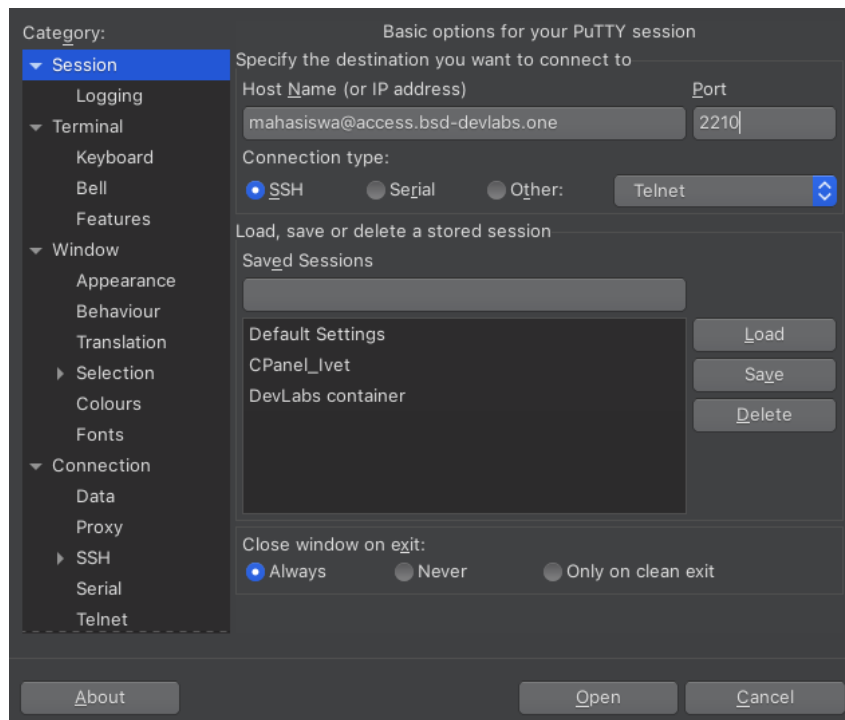 Category:
Session
Logging
Terminal
Keyboard
Bell
Features
Window
Appearance
Behaviour
Translation
Selection
Colours
Fonts
Connection
Data
Proxy
SSH
Serial
Telnet
Basic options for your PuTTY session
Specify the destination you want to connect to
Host Name (or IP address) Port
mahasiswa@access.bsd-devlabs.one 2210
Connection type:
SSH Serial Other: Telnet
Load, save or delete a stored session
Saved Sessions
Default Settings
CPanel_Ivet
DevLabs container
Load
Save
Delete
Close window on exit:
Always Never Only on clean exit
About Open Cancel